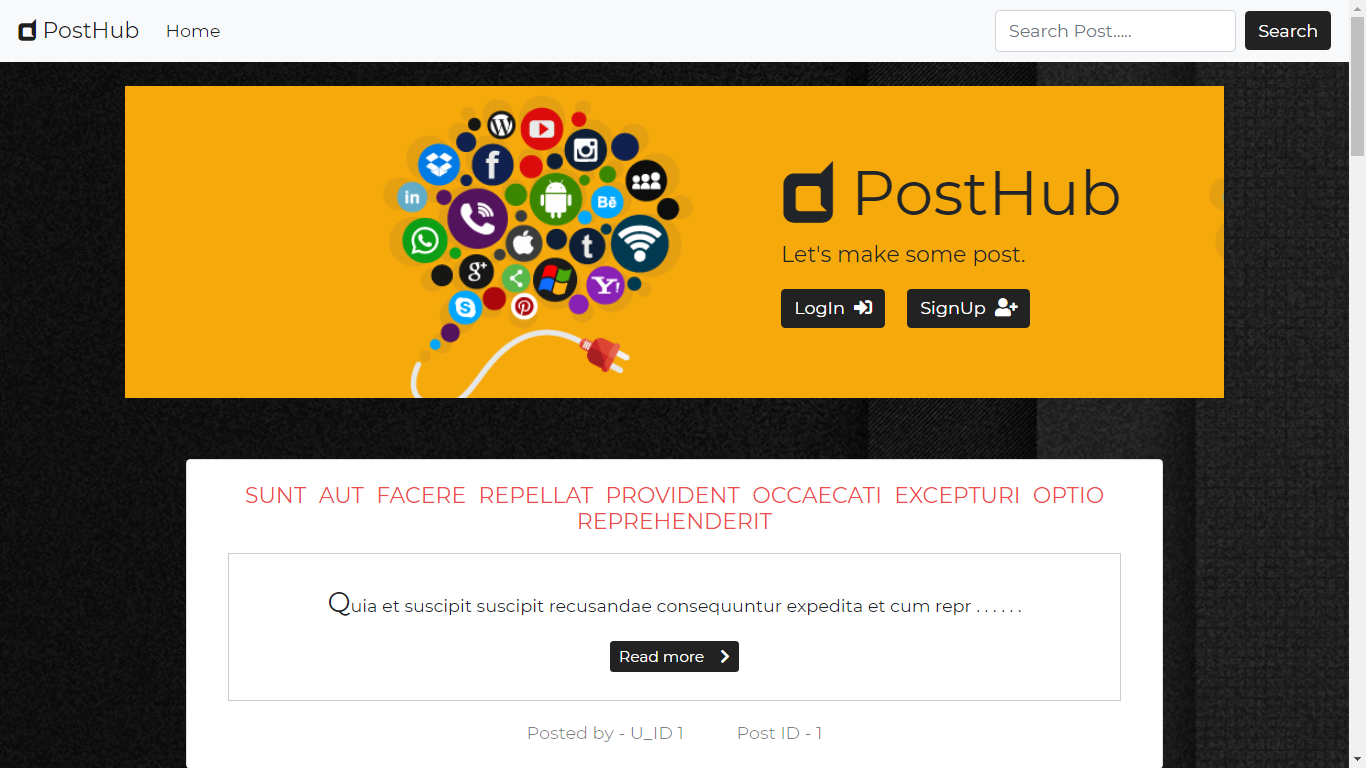 PostHub Home Search Post..... Search
PostHub
Let's make some post.
LogIn SignUp
SUNT AUT FACERE REPELLAT PROVIDENT OCCAECATI EXCEPTURI OPTIO
REPREHENDERIT
Quia et suscipit suscipit recusandae consequuntur expedita et cum repr . . . . . .
Read more
Posted by - U_ID 1 Post ID - 1
in
f
Bē
t
g+
Y!